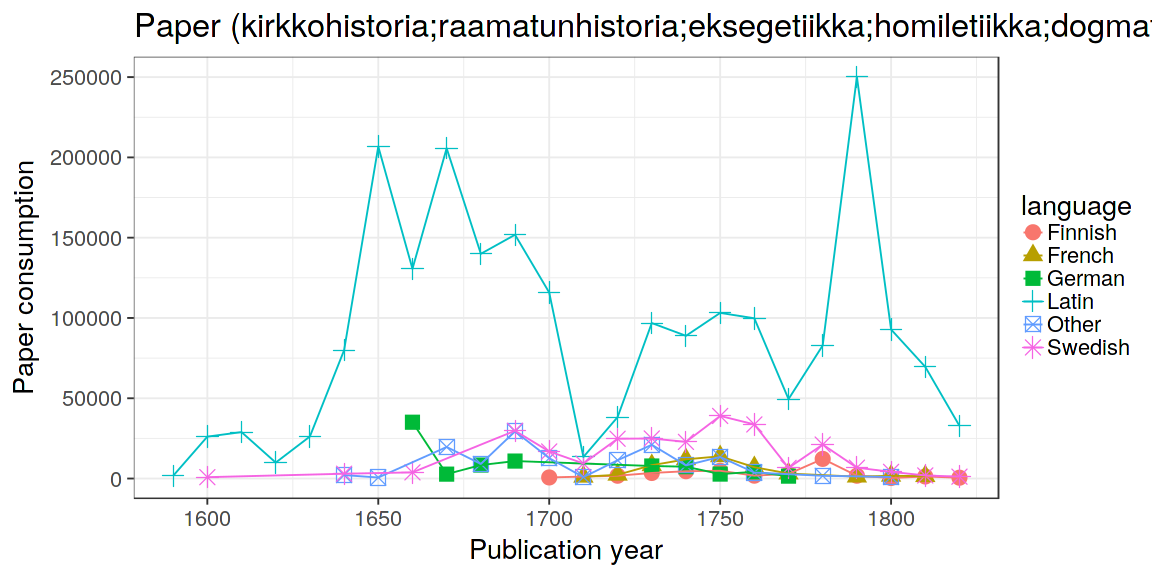 Paper (kirkkohistoria;raamatunhistoria;eksegetiikka;homiletiikka;dogma
250000
200000
150000
100000
50000
0
Paper consumption
1600 1650 1700 1750 1800
Publication year
language
Finnish
French
German
Latin
Other
Swedish